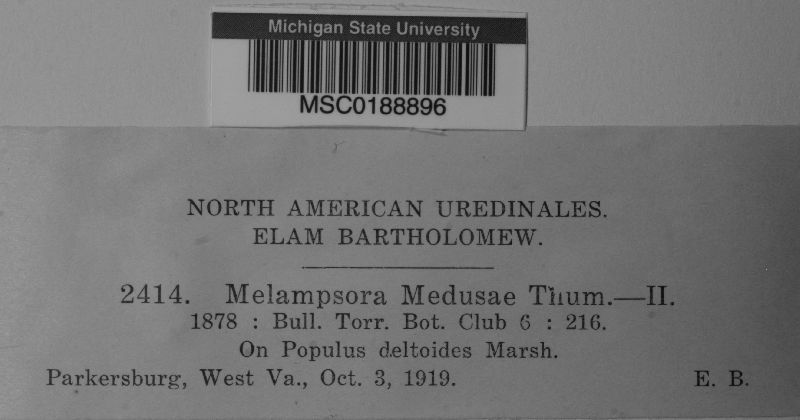 Michigan State University
MSC0188896
NORTH AMERICAN UREDINALES.
ELAM BARTHOLOMEW.
2414. Melampsora Medusae Thum.—II.
1878 : Bull. Torr. Bot. Club 6 : 216.
On Populus deltoides Marsh.
Parkersburg, West Va., Oct. 3, 1919. E. B.